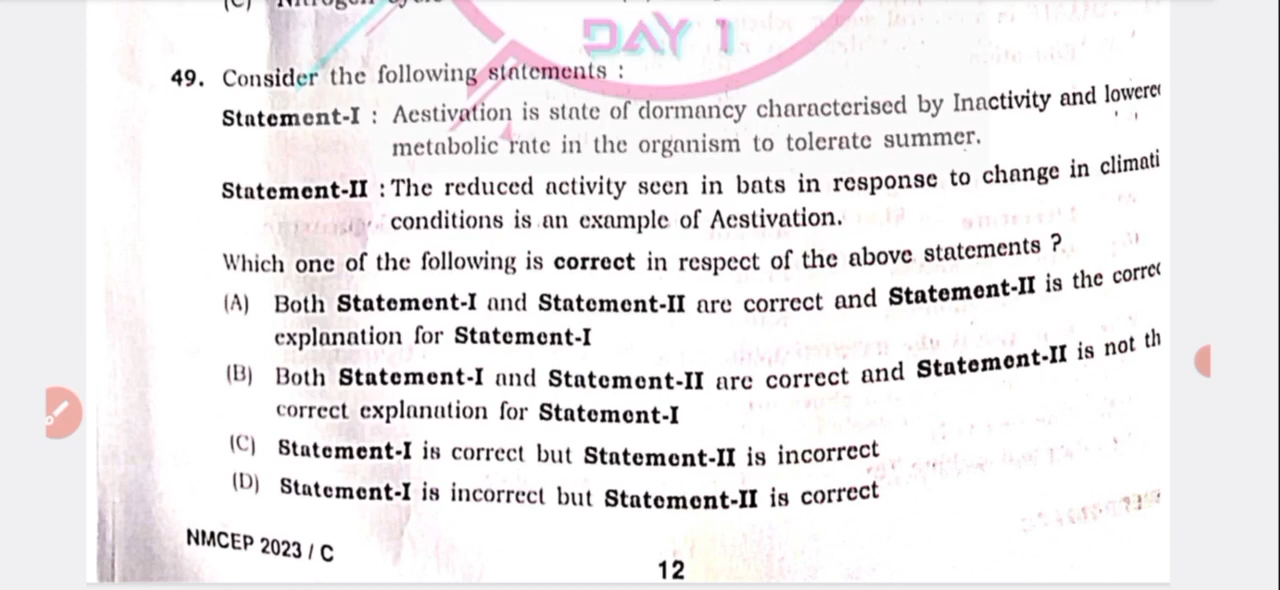 DAY 1
49. Consider the following statements :
Statement-I : Aestivation is state of dormancy characterised by Inactivity and lowere
metabolic rate in the organism to tolerate summer.
Statement-II : The reduced activity seen in bats in response to change in climati
conditions is an example of Aestivation.
Which one of the following is correct in respect of the above statements ?
(A) Both Statement-I and Statement-II are correct and Statement-II is the correc
explanation for Statement-I
(B) Both Statement-I and Statement-II are correct and Statement-II is not th
correct explanation for Statement-I
(C) Statement-I is correct but Statement-II is incorrect
(D) Statement-I is incorrect but Statement-II is correct
NMCEP 2023 / C
12